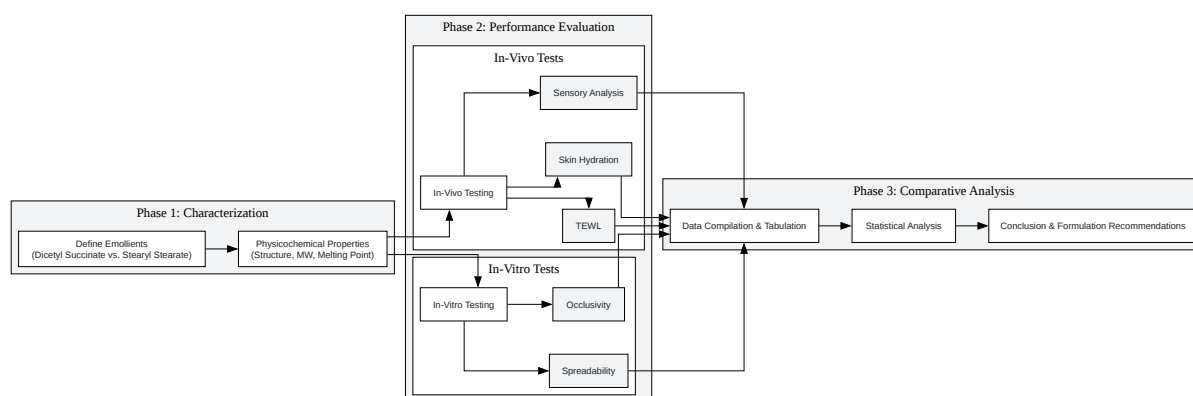 Phase 1: Characterization
Define Emollients
(Dicetyl Succinate vs. Stearyl Stearate)
Physicochemical Properties
(Structure, MW, Melting Point)
Phase 2: Performance Evaluation
In-Vivo Tests
Sensory Analysis
Skin Hydration
In-Vivo Testing
TEWL
In-Vitro Tests
In-Vitro Testing
Occlusivity
Spreadability
Phase 3: Comparative Analysis
Data Compilation & Tabulation
Statistical Analysis
Conclusion & Formulation Recommendations